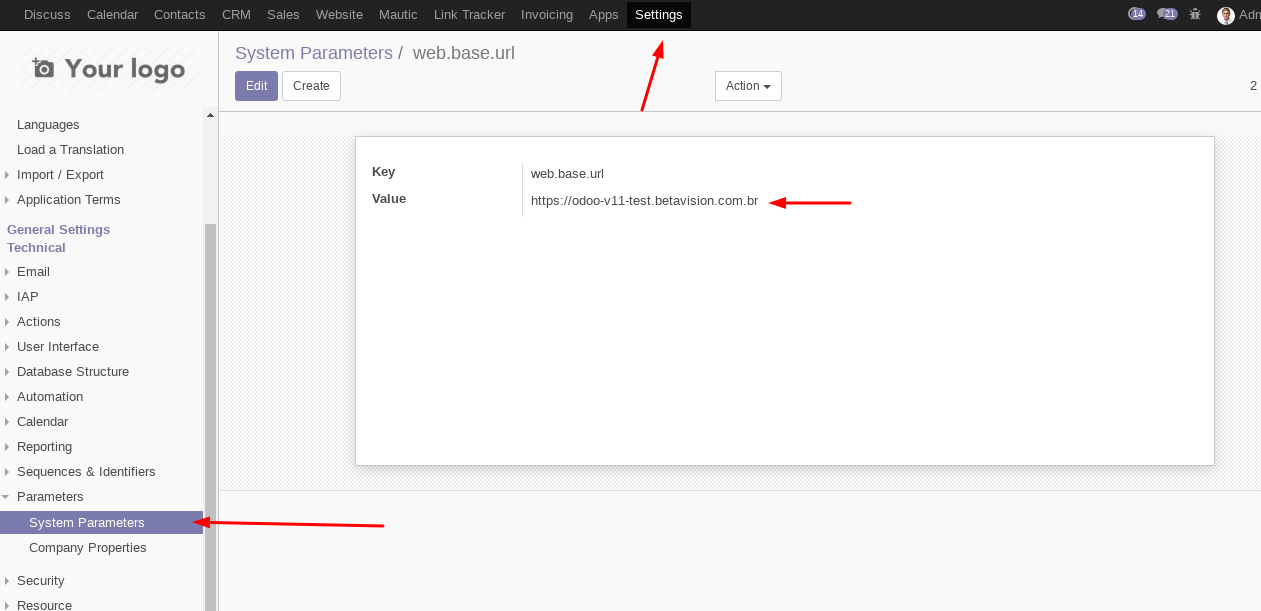 Discuss Calendar Contacts CRM Sales Website Mautic Link Tracker Invoicing Apps Settings 14 21 Adn
Your logo
System Parameters / web.base.url
Edit Create Action 2
Languages
Load a Translation
Import / Export
Application Terms
General Settings
Technical
Email
IAP
Actions
User Interface
Database Structure
Automation
Calendar
Reporting
Sequences & Identifiers
Parameters
System Parameters
Company Properties
Security
Resource
Key web.base.url
Value https://odoo-v11-test.betavision.com.br